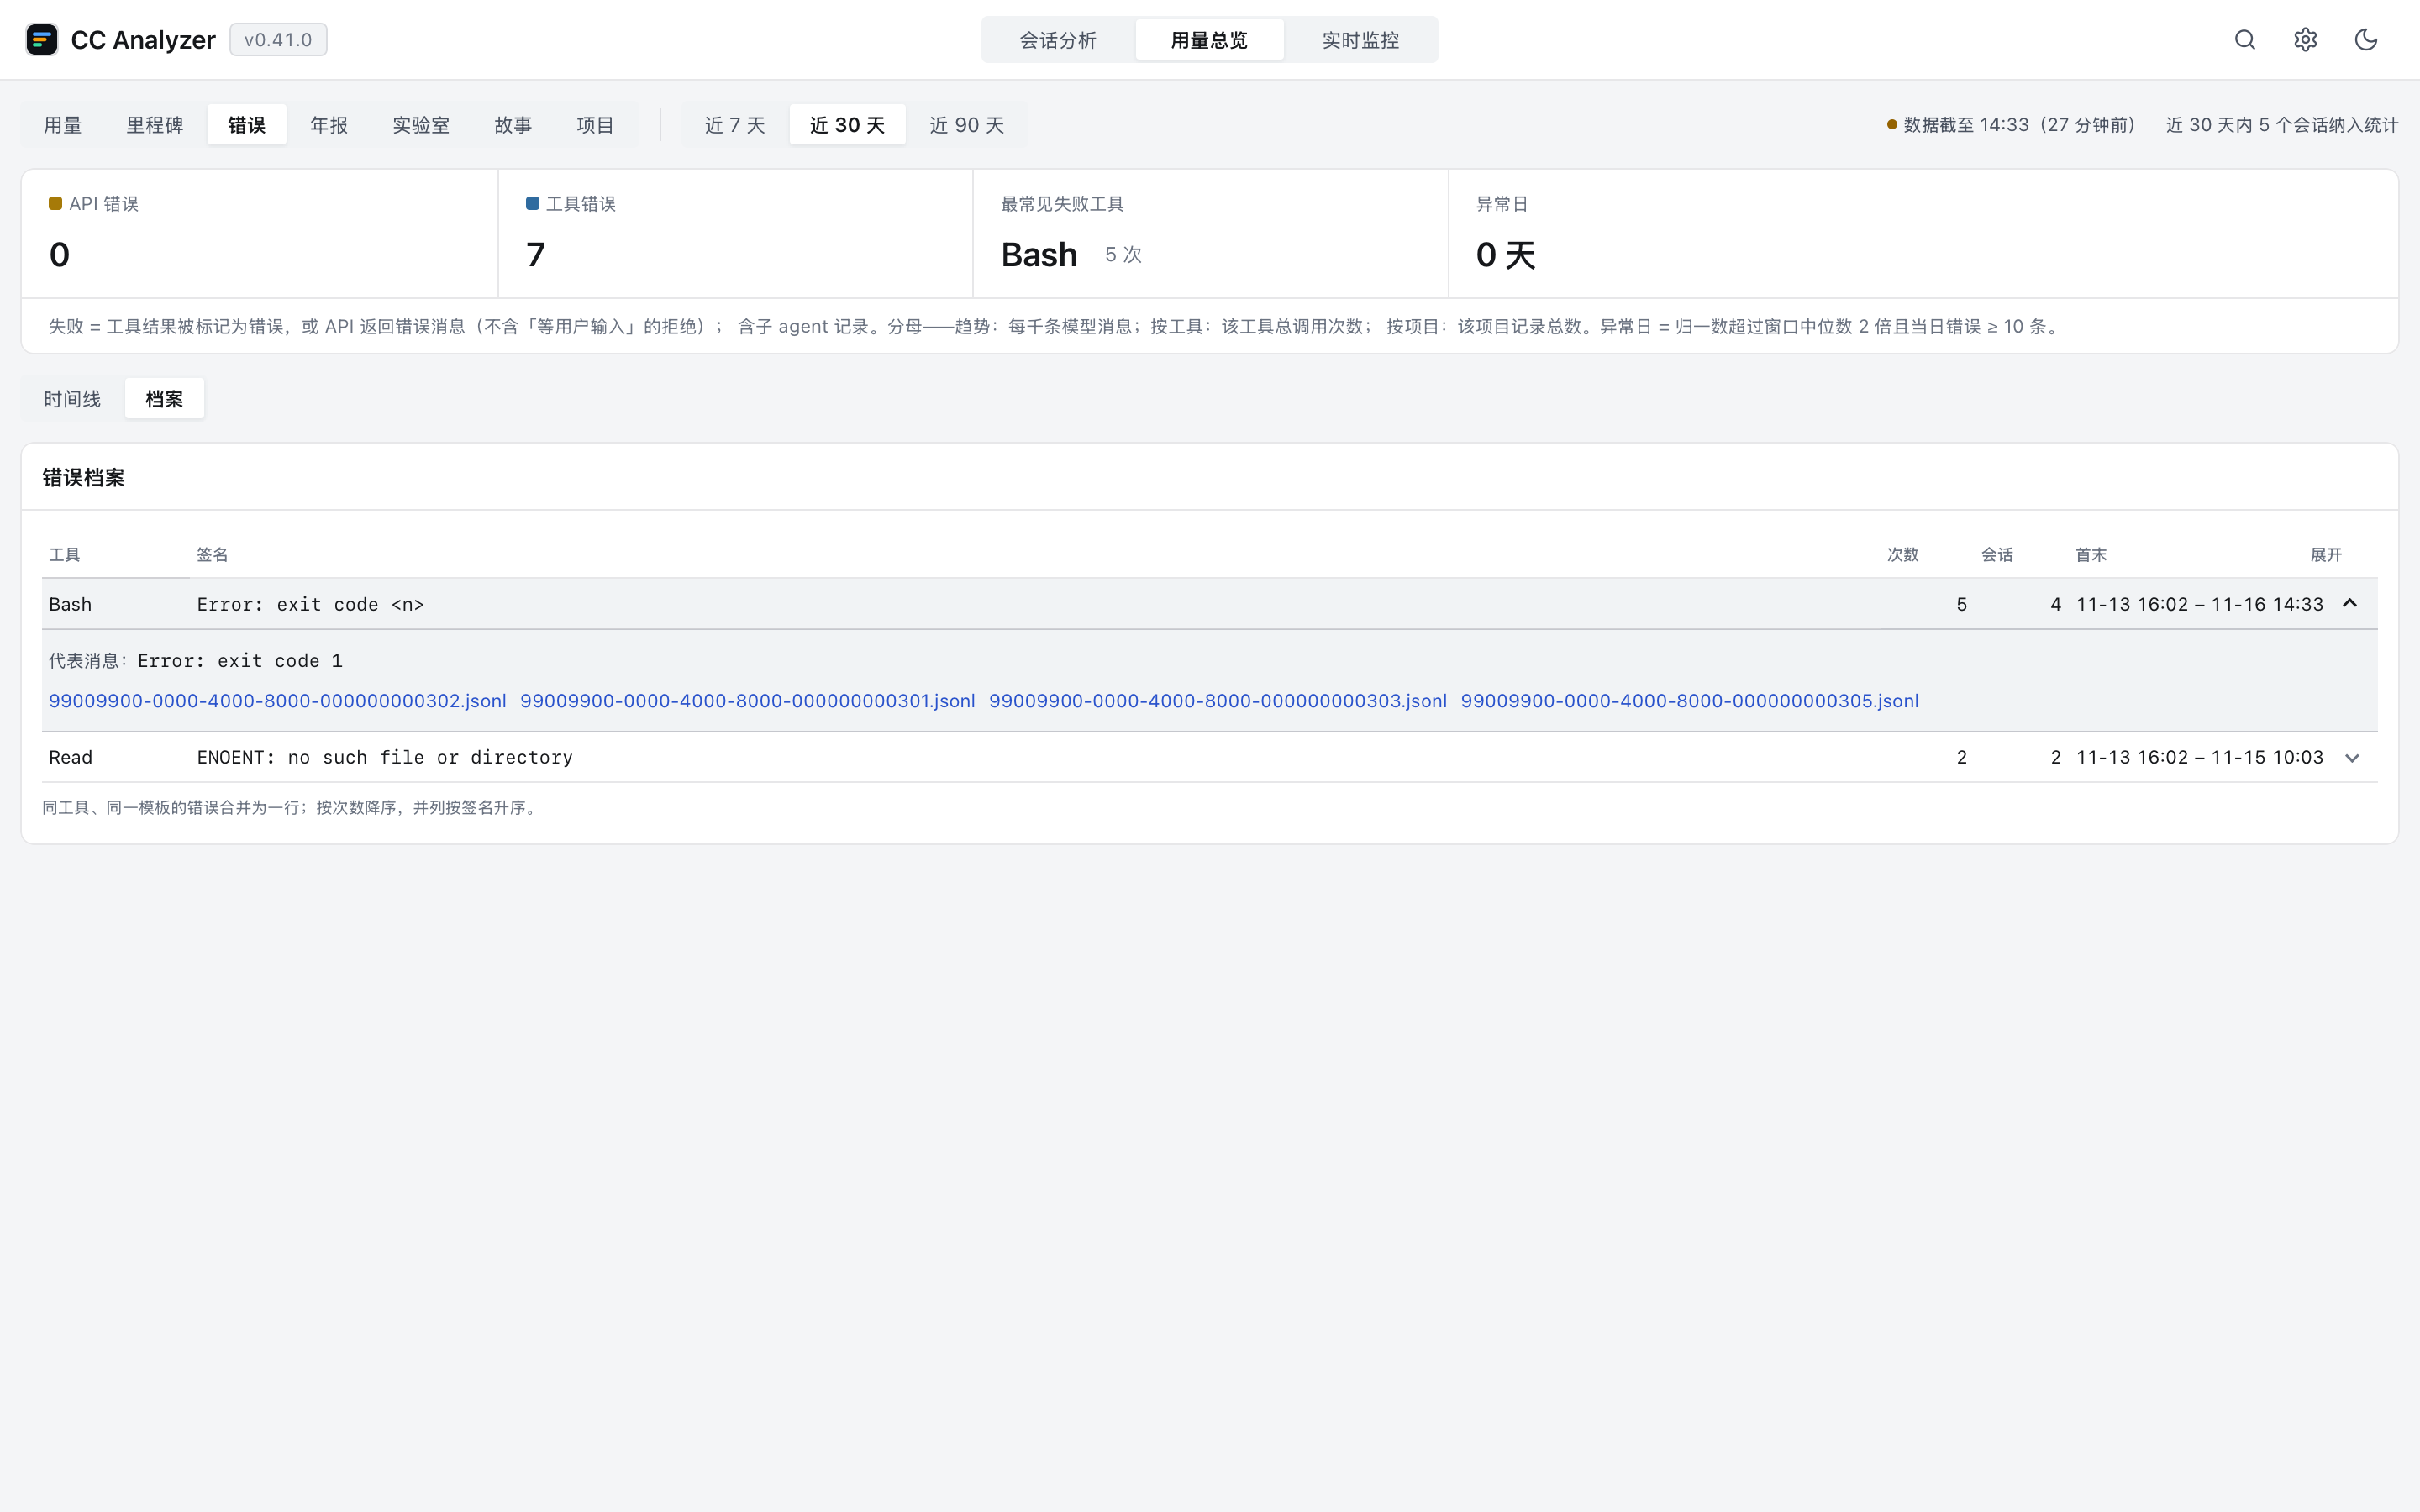 CC Analyzer v0.41.0 会话分析 用量总览 实时监控
用量 里程碑 错误 年报 实验室 故事 项目 近 7 天 近 30 天 近 90 天 数据截至 14:33（27 分钟前） 近 30 天内 5 个会话纳入统计
API 错误 工具错误 最常见失败工具 异常日
0 7 Bash 5 次 0 天
失败 = 工具结果被标记为错误，或 API 返回错误消息（不含「等用户输入」的拒绝）； 含子 agent 记录。分母——趋势：每千条模型消息；按工具：该工具总调用次数； 按项目：该项目记录总数。异常日 = 归一数超过窗口中位数 2 倍且当日错误 ≥ 10 条。
时间线 档案
错误档案
工具 签名 次数 会话 首末 展开
Bash Error: exit code <n> 5 4 11-13 16:02 – 11-16 14:33
代表消息：Error: exit code 1
99009900-0000-4000-8000-000000000302.jsonl 99009900-0000-4000-8000-000000000301.jsonl 99009900-0000-4000-8000-000000000303.jsonl 99009900-0000-4000-8000-000000000305.jsonl
Read ENOENT: no such file or directory 2 2 11-13 16:02 – 11-15 10:03
同工具、同一模板的错误合并为一行；按次数降序，并列按签名升序。